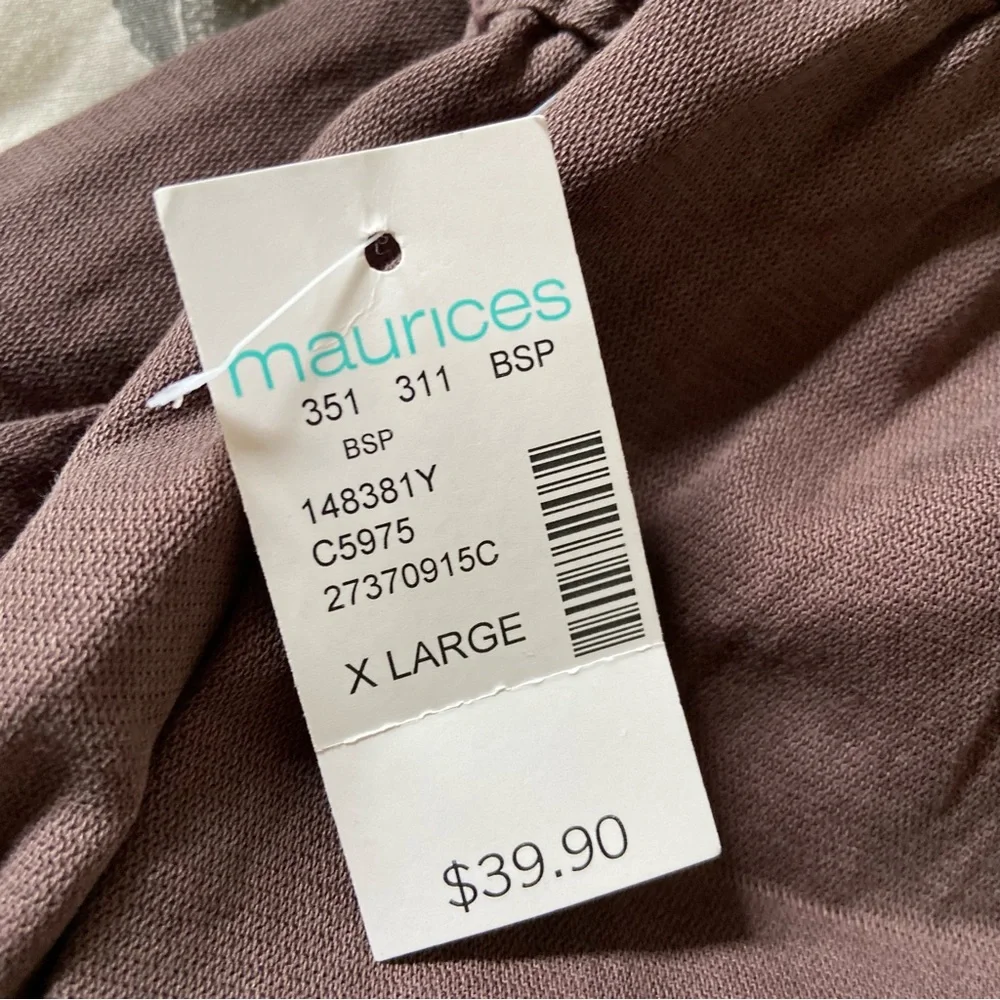 maurices
351 311 BSP
BSP
148381Y
C5975
27370915C
X LARGE
$39.90